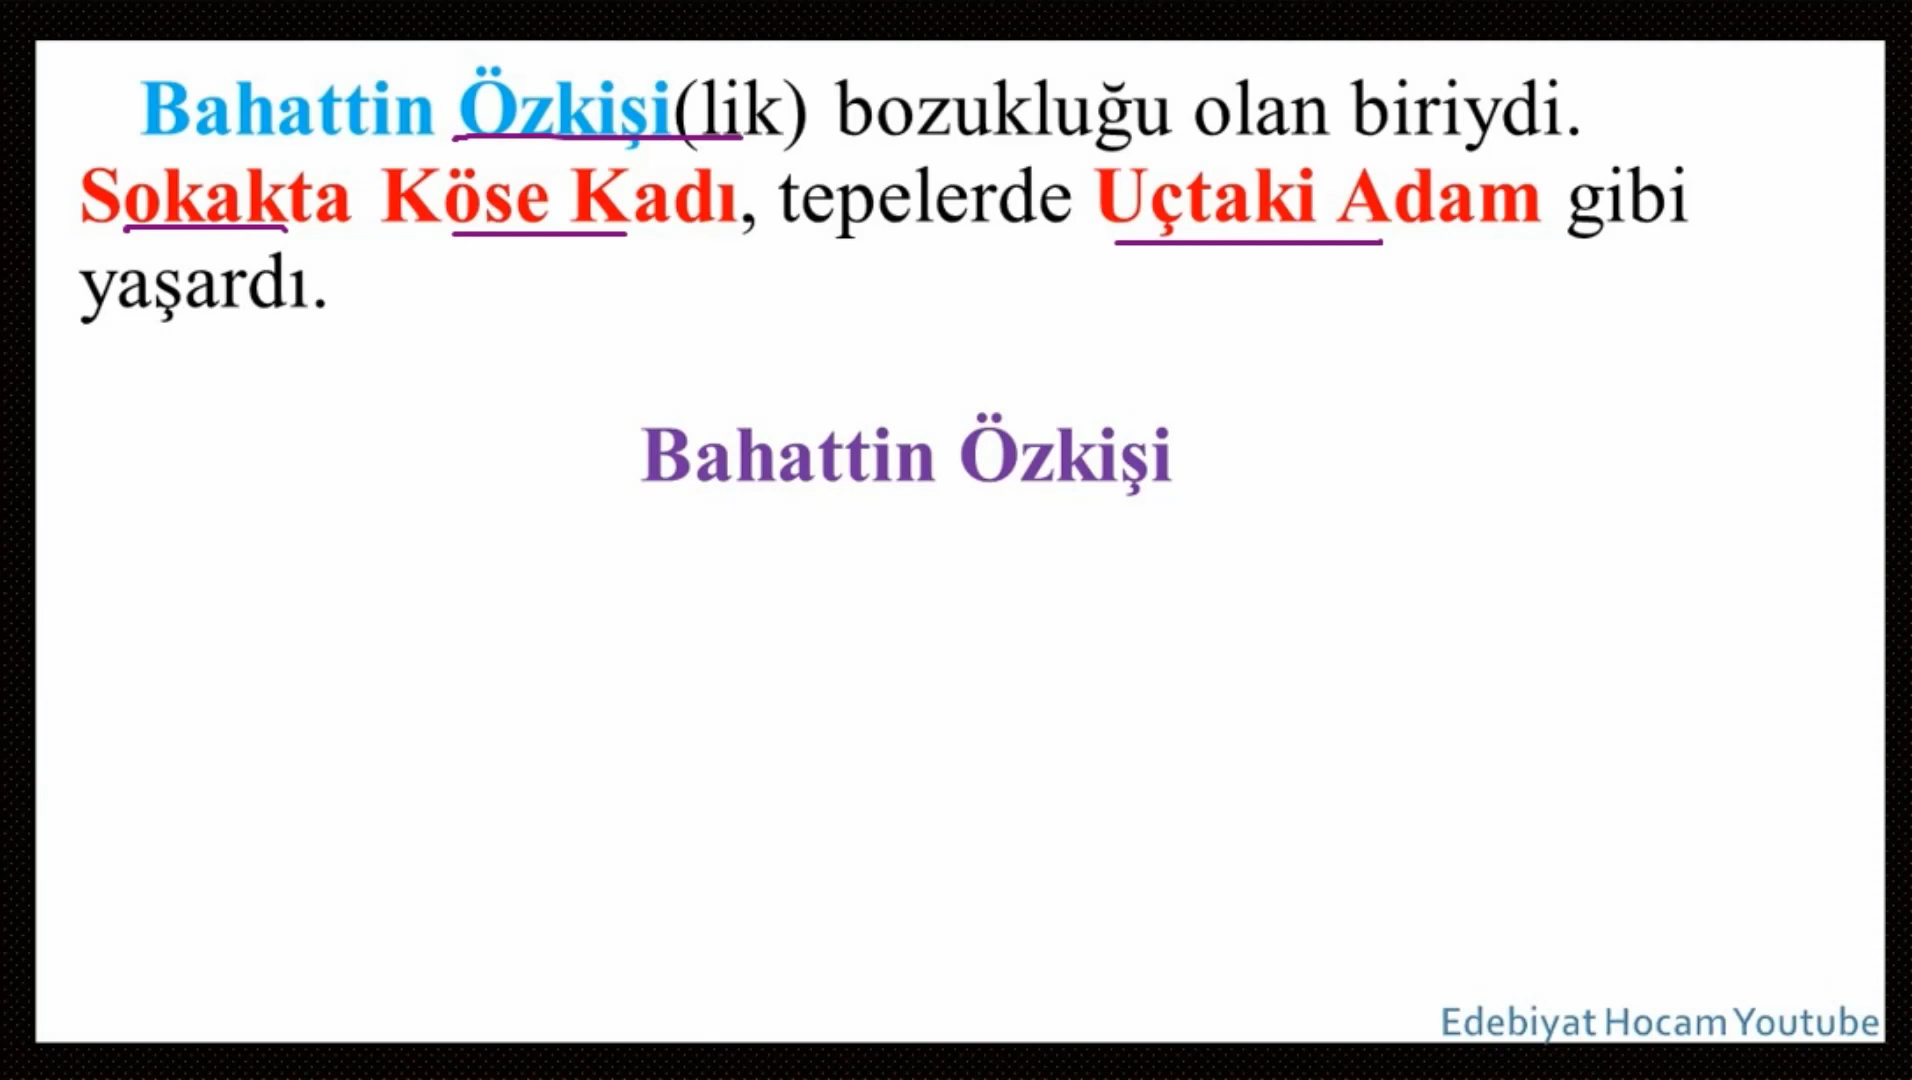 Bahattin Özkişi(lik) bozukluğu olan biriydi.
Sokakta Köse Kadı, tepelerde Uçtaki Adam gibi
yaşardı.
Bahattin Özkişi
Edebiyat Hocam Youtube